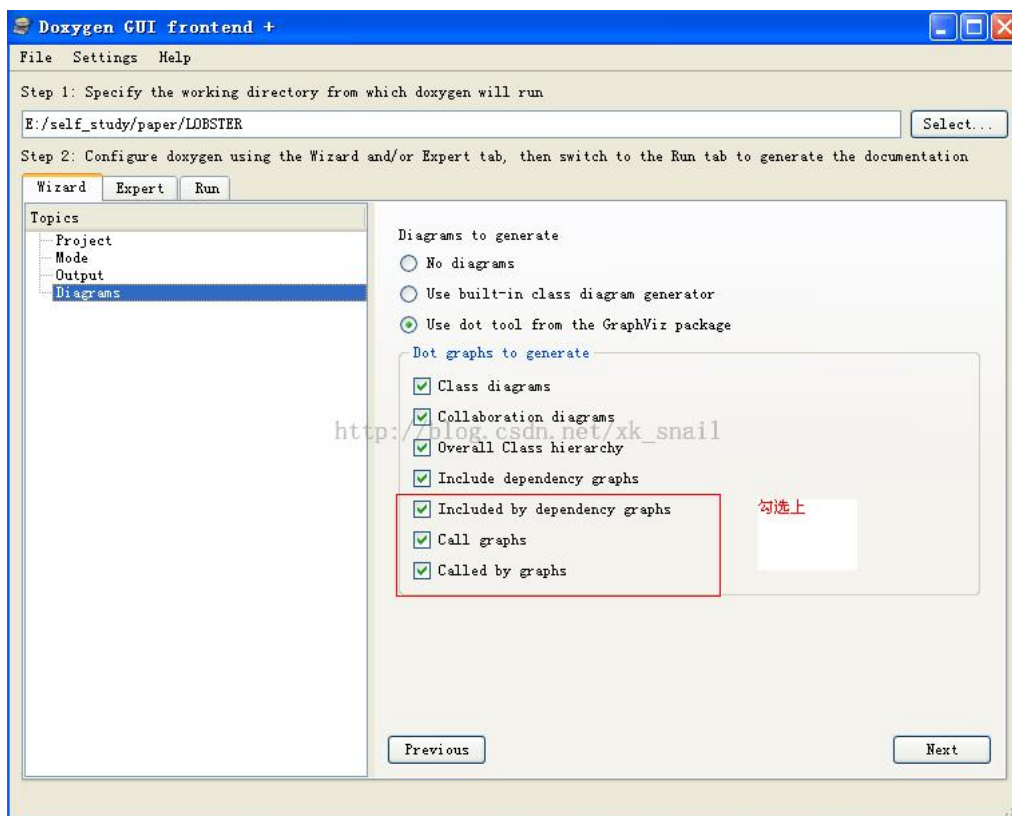 Doxygen GUI frontend +
File Settings Help
Step 1: Specify the working directory from which doxygen will run
E:/self_study/paper/LOBSTER
Select...
Step 2: Configure doxygen using the Wizard and/or Expert tab, then switch to the Run tab to generate the documentation
Wizard Expert Run
Topics
Project
Mode
Output
Diagrams
Diagrams to generate
No diagrams
Use built-in class diagram generator
Use dot tool from the GraphViz package
Dot graphs to generate
Class diagrams
Collaboration diagrams
http://blog.csdn.net/xk_snail
Overall Class hierarchy
Include dependency graphs
Included by dependency graphs
勾选上
Call graphs
Called by graphs
Previous
Next